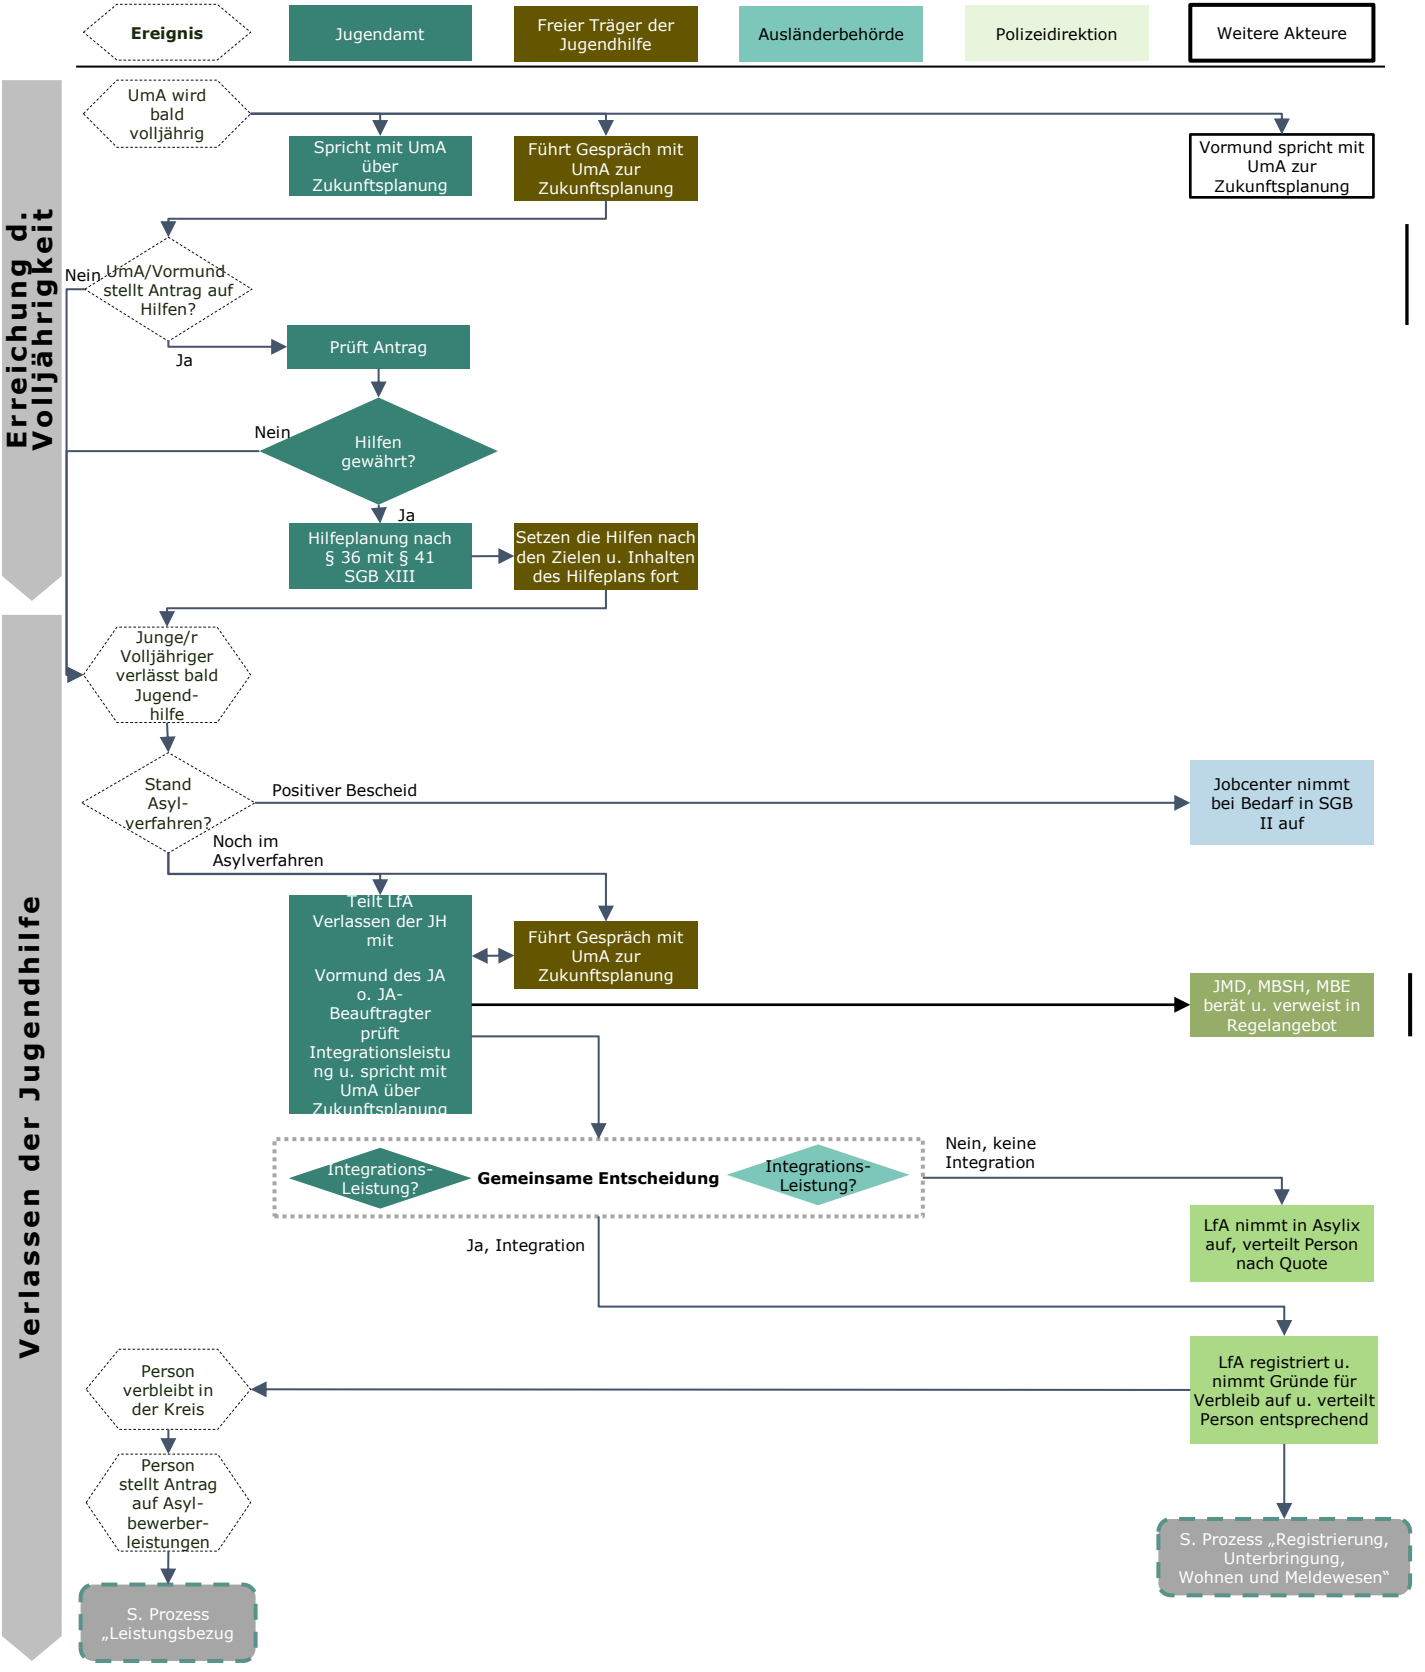 Ereignis
Jugendamt
Freier Träger der
Jugendhilfe
Ausländerbehörde
Polizeidirektion
Weitere Akteure
Erreichung d.
Volljährigkeit
UmA wird
bald
volljährig
Spricht mit UmA
über
Zukunftsplanung
Führt Gespräch mit
UmA zur
Zukunftsplanung
Vormund spricht mit
UmA zur
Zukunftsplanung
Nein
UmA/Vormund
stellt Antrag auf
Hilfen?
Ja
Prüft Antrag
Nein
Hilfen
gewährt?
Ja
Hilfeplanung nach
§ 36 mit § 41
SGB XIII
Setzen die Hilfen nach
den Zielen u. Inhalten
des Hilfeplans fort
Verlassen der Jugendhilfe
Junge/r
Volljähriger
verlässt bald
Jugend-
hilfe
Stand
Asyl-
verfahren?
Positiver Bescheid
Jobcenter nimmt
bei Bedarf in SGB
II auf
Noch im
Asylverfahren
Teilt LfA
Verlassen der JH
mit
Vormund des JA
o. JA-
Beauftragter
prüft
Integrationsleistu
ng u. spricht mit
UmA über
Zukunftsplanung
Führt Gespräch mit
UmA zur
Zukunftsplanung
JMD, MBSH, MBE
berät u. verweist in
Regelangebot
Integrations-
Leistung?
Gemeinsame Entscheidung
Integrations-
Leistung?
Nein, keine
Integration
Ja, Integration
LfA nimmt in Asylix
auf, verteilt Person
nach Quote
LfA registriert u.
nimmt Gründe für
Verbleib auf u. verteilt
Person entsprechend
Person
verbleibt in
der Kreis
Person
stellt Antrag
auf Asyl-
bewerber-
leistungen
S. Prozess „Registrierung,
Unterbringung,
Wohnen und Meldewesen“
S. Prozess
„Leistungsbezug